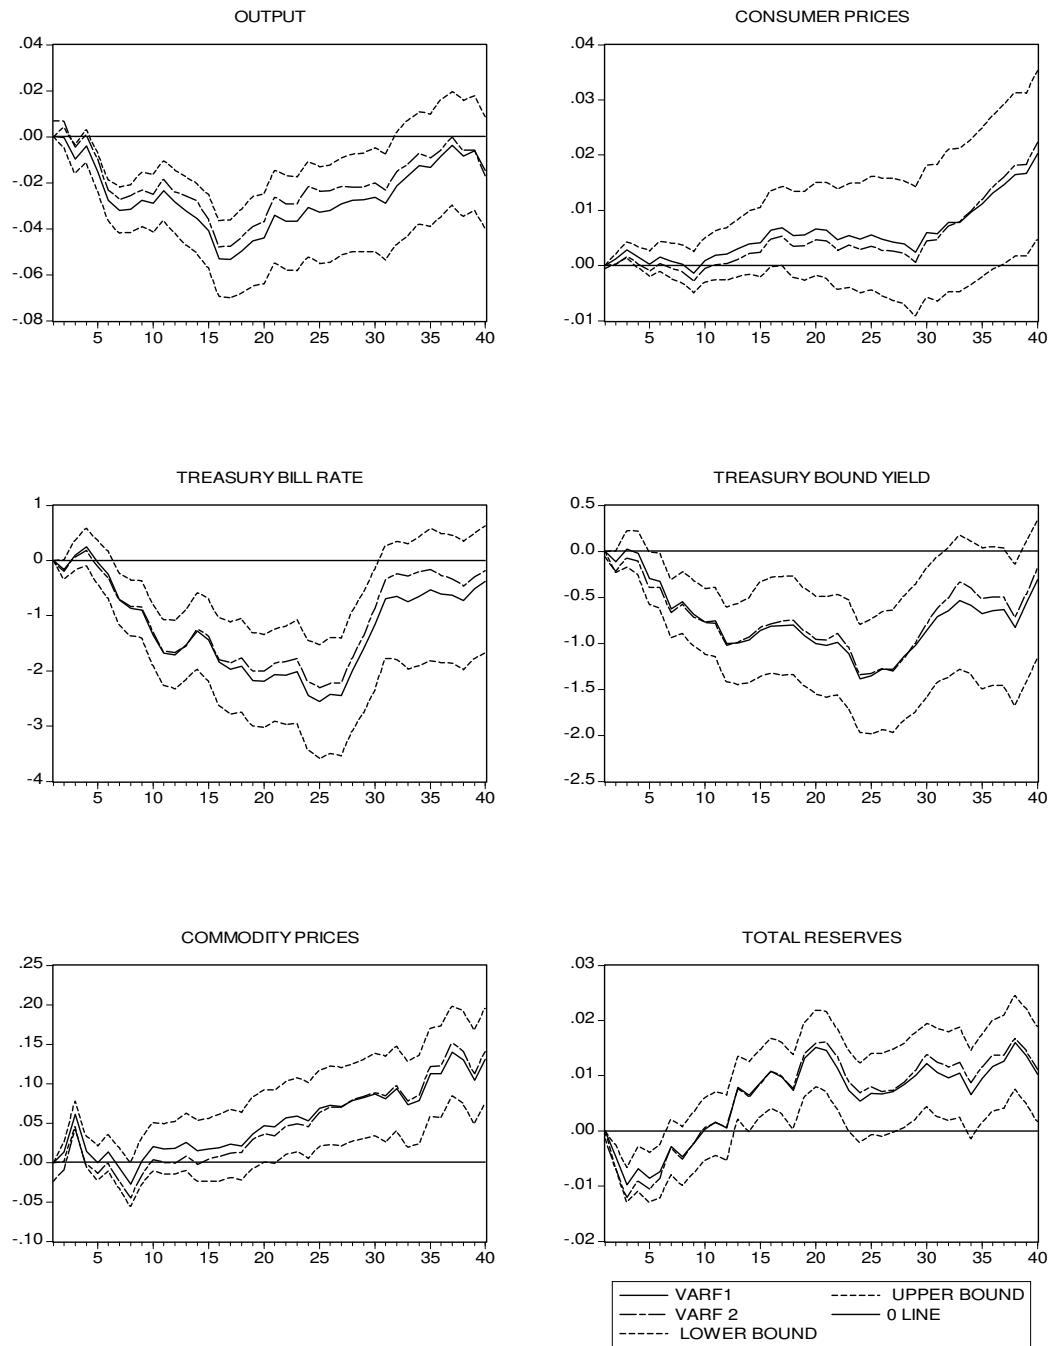 OUTPUT
.04
.02
.00
-.02
-.04
-.06
-.08
5 10 15 20 25 30 35 40
CONSUMER PRICES
.04
.03
.02
.01
.00
-.01
5 10 15 20 25 30 35 40
TREASURY BILL RATE
1
0
-1
-2
-3
-4
5 10 15 20 25 30 35 40
TREASURY BOUND YIELD
0.5
0.0
-0.5
-1.0
-1.5
-2.0
-2.5
5 10 15 20 25 30 35 40
COMMODITY PRICES
.25
.20
.15
.10
.05
.00
-.05
-.10
5 10 15 20 25 30 35 40
TOTAL RESERVES
.03
.02
.01
.00
-.01
-.02
5 10 15 20 25 30 35 40
VARF1
VARF 2
LOWER BOUND
UPPER BOUND
0 LINE